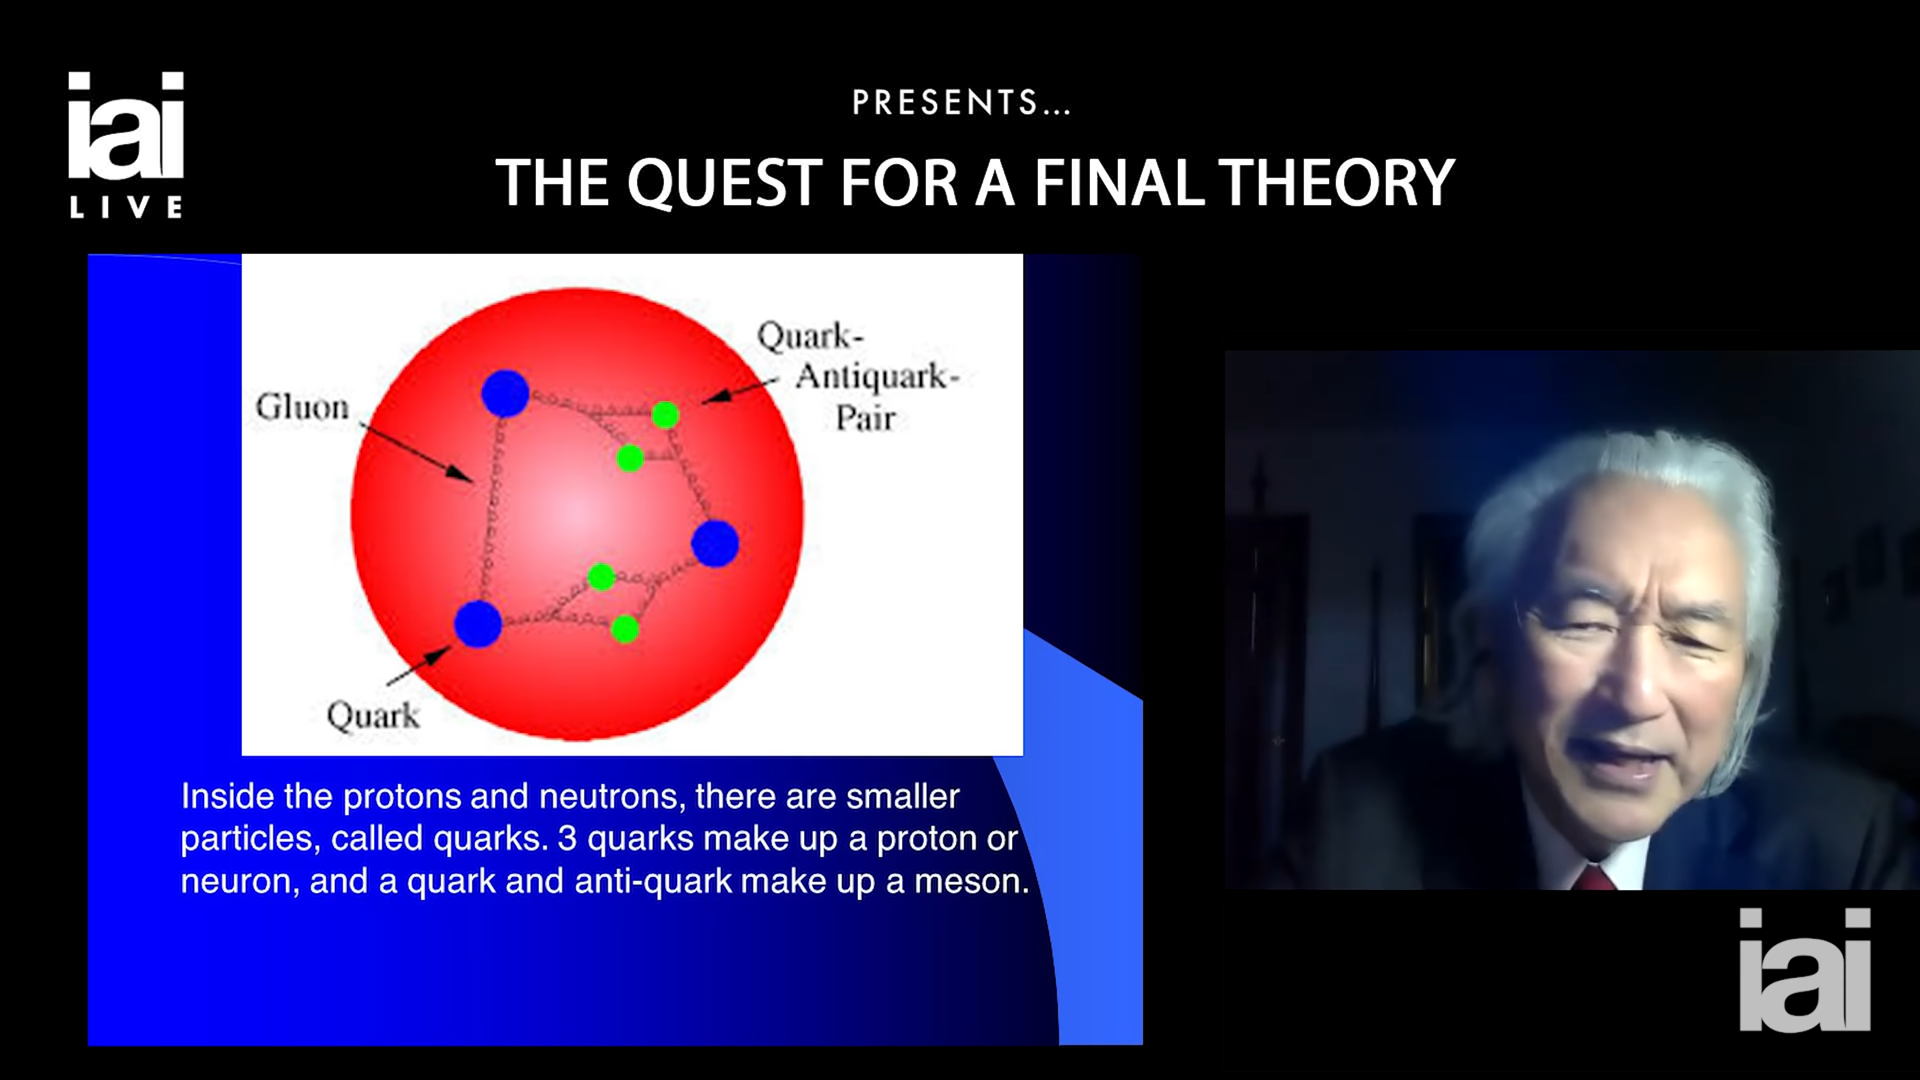 iai
LIVE
PRESENTS...
THE QUEST FOR A FINAL THEORY
Gluon
Quark-
Antiquark-
Pair
Quark
Inside the protons and neutrons, there are smaller
particles, called quarks. 3 quarks make up a proton or
neuron, and a quark and anti-quark make up a meson.
iai